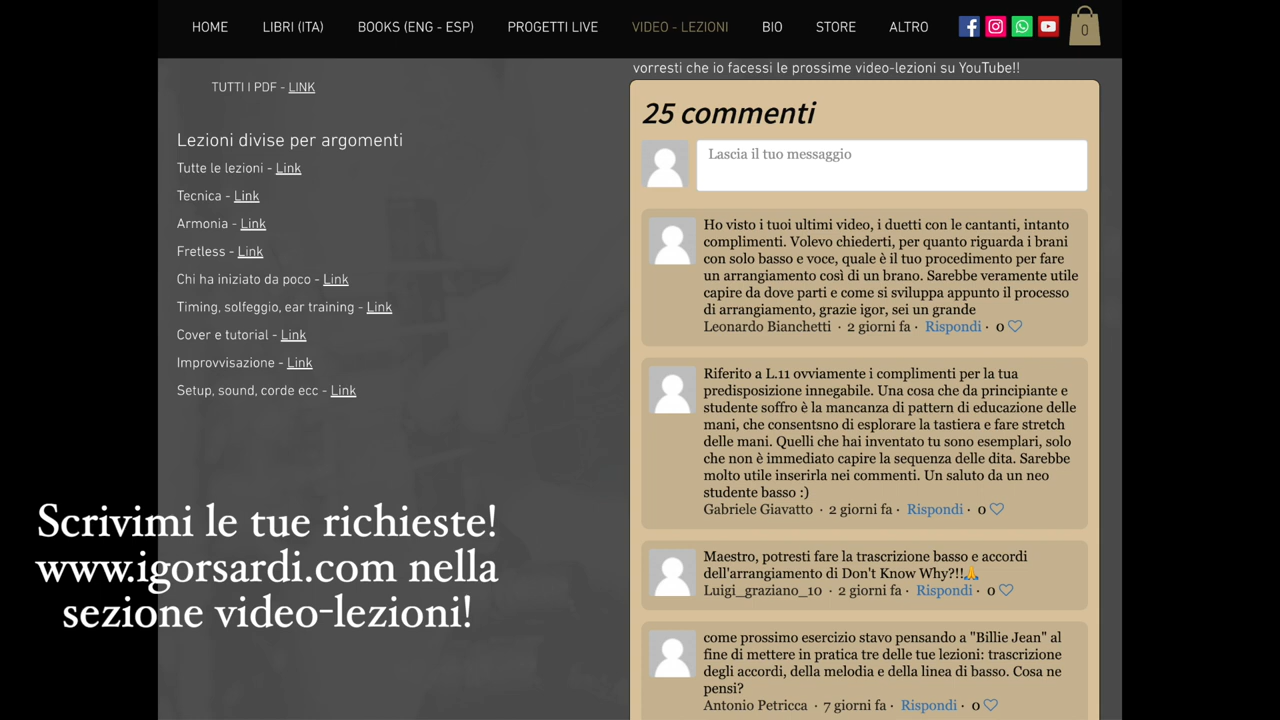 HOME LIBRI (ITA) BOOKS (ENG - ESP) PROGETTI LIVE VIDEO - LEZIONI BIO STORE ALTRO 0
TUTTI I PDF - LINK
Lezioni divise per argomenti
Tutte le lezioni - Link
Tecnica - Link
Armonia - Link
Fretless - Link
Chi ha iniziato da poco - Link
Timing, solfeggio, ear training - Link
Cover e tutorial - Link
Improvvisazione - Link
Setup, sound, corde ecc - Link
Scrivimi le tue richieste!
www.igorsardi.com nella
sezione video-lezioni!
vorresti che io facessi le prossime video-lezioni su YouTube!!
25 commenti
Lascia il tuo messaggio
Ho visto i tuoi ultimi video, i duetti con le cantanti, intanto
complimenti. Volevo chiederti, per quanto riguarda i brani
con solo basso e voce, quale è il tuo procedimento per fare
un arrangiamento così di un brano. Sarebbe veramente utile
capire da dove parti e come si sviluppa appunto il processo
di arrangiamento, grazie igor, sei un grande
Leonardo Bianchetti · 2 giorni fa · Rispondi · 0
Riferito a L.11 ovviamente i complimenti per la tua
predisposizione innegabile. Una cosa che da principiante e
studente soffro è la mancanza di pattern di educazione delle
mani, che consentsno di esplorare la tastiera e fare stretch
delle mani. Quelli che hai inventato tu sono esemplari, solo
che non è immediato capire la sequenza delle dita. Sarebbe
molto utile inserirla nei commenti. Un saluto da un neo
studente basso :)
Gabriele Giavatto · 2 giorni fa · Rispondi · 0
Maestro, potresti fare la trascrizione basso e accordi
dell'arrangiamento di Don't Know Why?!!🙏
Luigi_graziano_10 · 2 giorni fa · Rispondi · 0
come prossimo esercizio stavo pensando a "Billie Jean" al
fine di mettere in pratica tre delle tue lezioni: trascrizione
degli accordi, della melodia e della linea di basso. Cosa ne
pensi?
Antonio Petricca · 7 giorni fa · Rispondi · 0